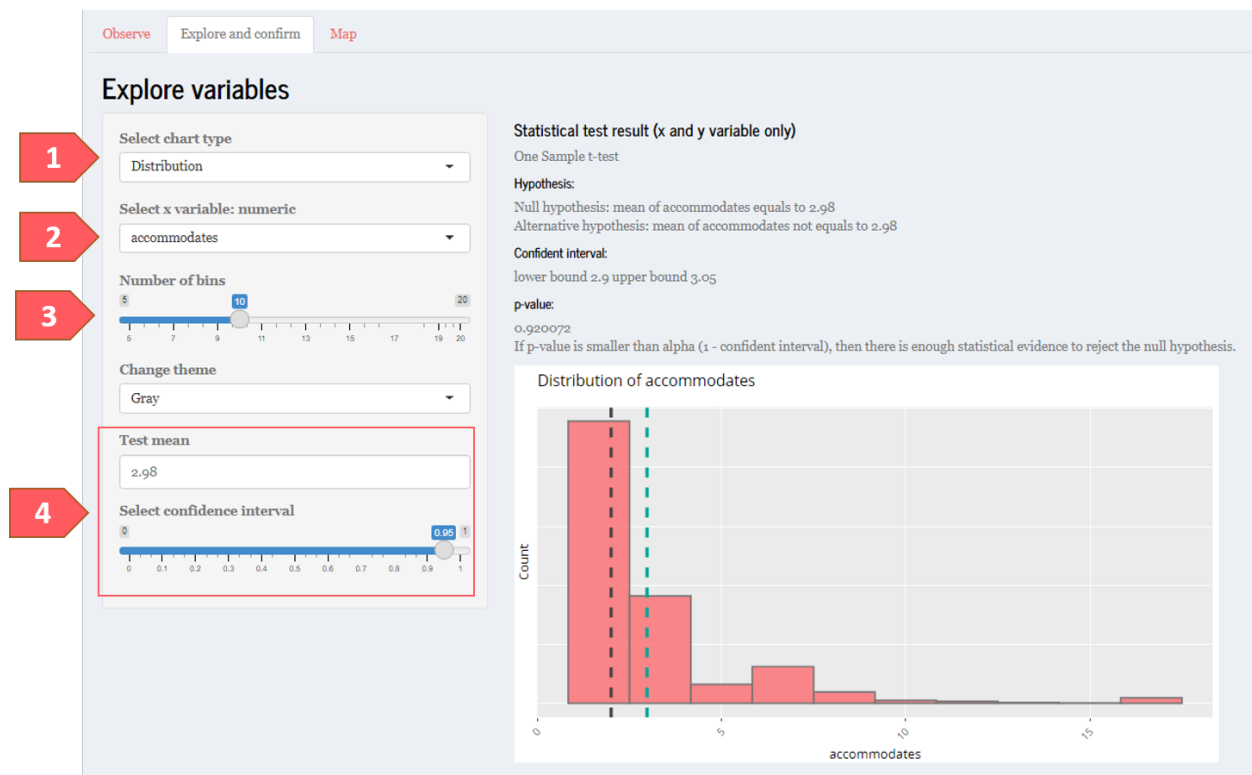 Observe Explore and confirm Map
Explore variables
1
Select chart type
Distribution
2
Select x variable: numeric
accommodates
3
Number of bins
5 10 20
5 7 9 11 13 15 17 19 20
Change theme
Gray
4
Test mean
2.98
Select confidence interval
0 0.95 1
0 0.1 0.2 0.3 0.4 0.5 0.6 0.7 0.8 0.9 1
Statistical test result (x and y variable only)
One Sample t-test
Hypothesis:
Null hypothesis: mean of accommodates equals to 2.98
Alternative hypothesis: mean of accommodates not equals to 2.98
Confident interval:
lower bound 2.9 upper bound 3.05
p-value:
0.920072
If p-value is smaller than alpha (1 - confident interval), then there is enough statistical evidence to reject the null hypothesis.
Distribution of accommodates
Count
0 5 10 15
accommodates